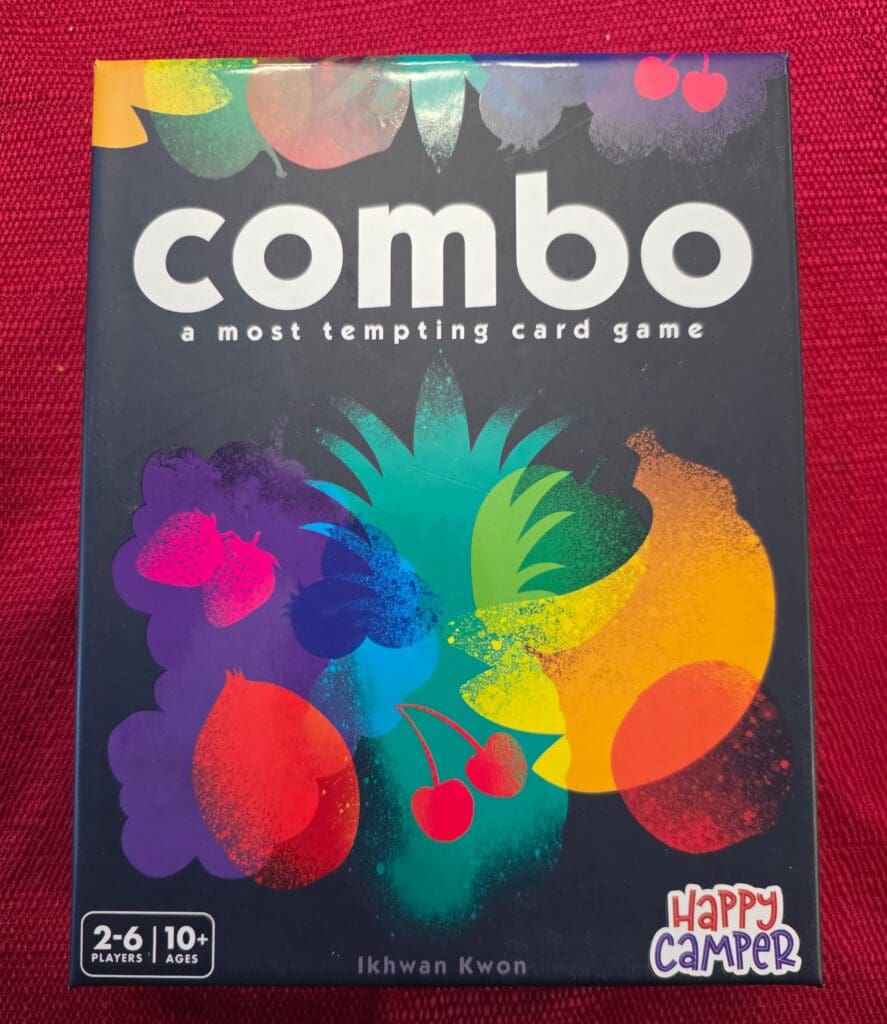 combo
a most tempting card game
2-6 | 10+
PLAYERS | AGES
Ikhwan Kwon
HAPPY
CAMPER